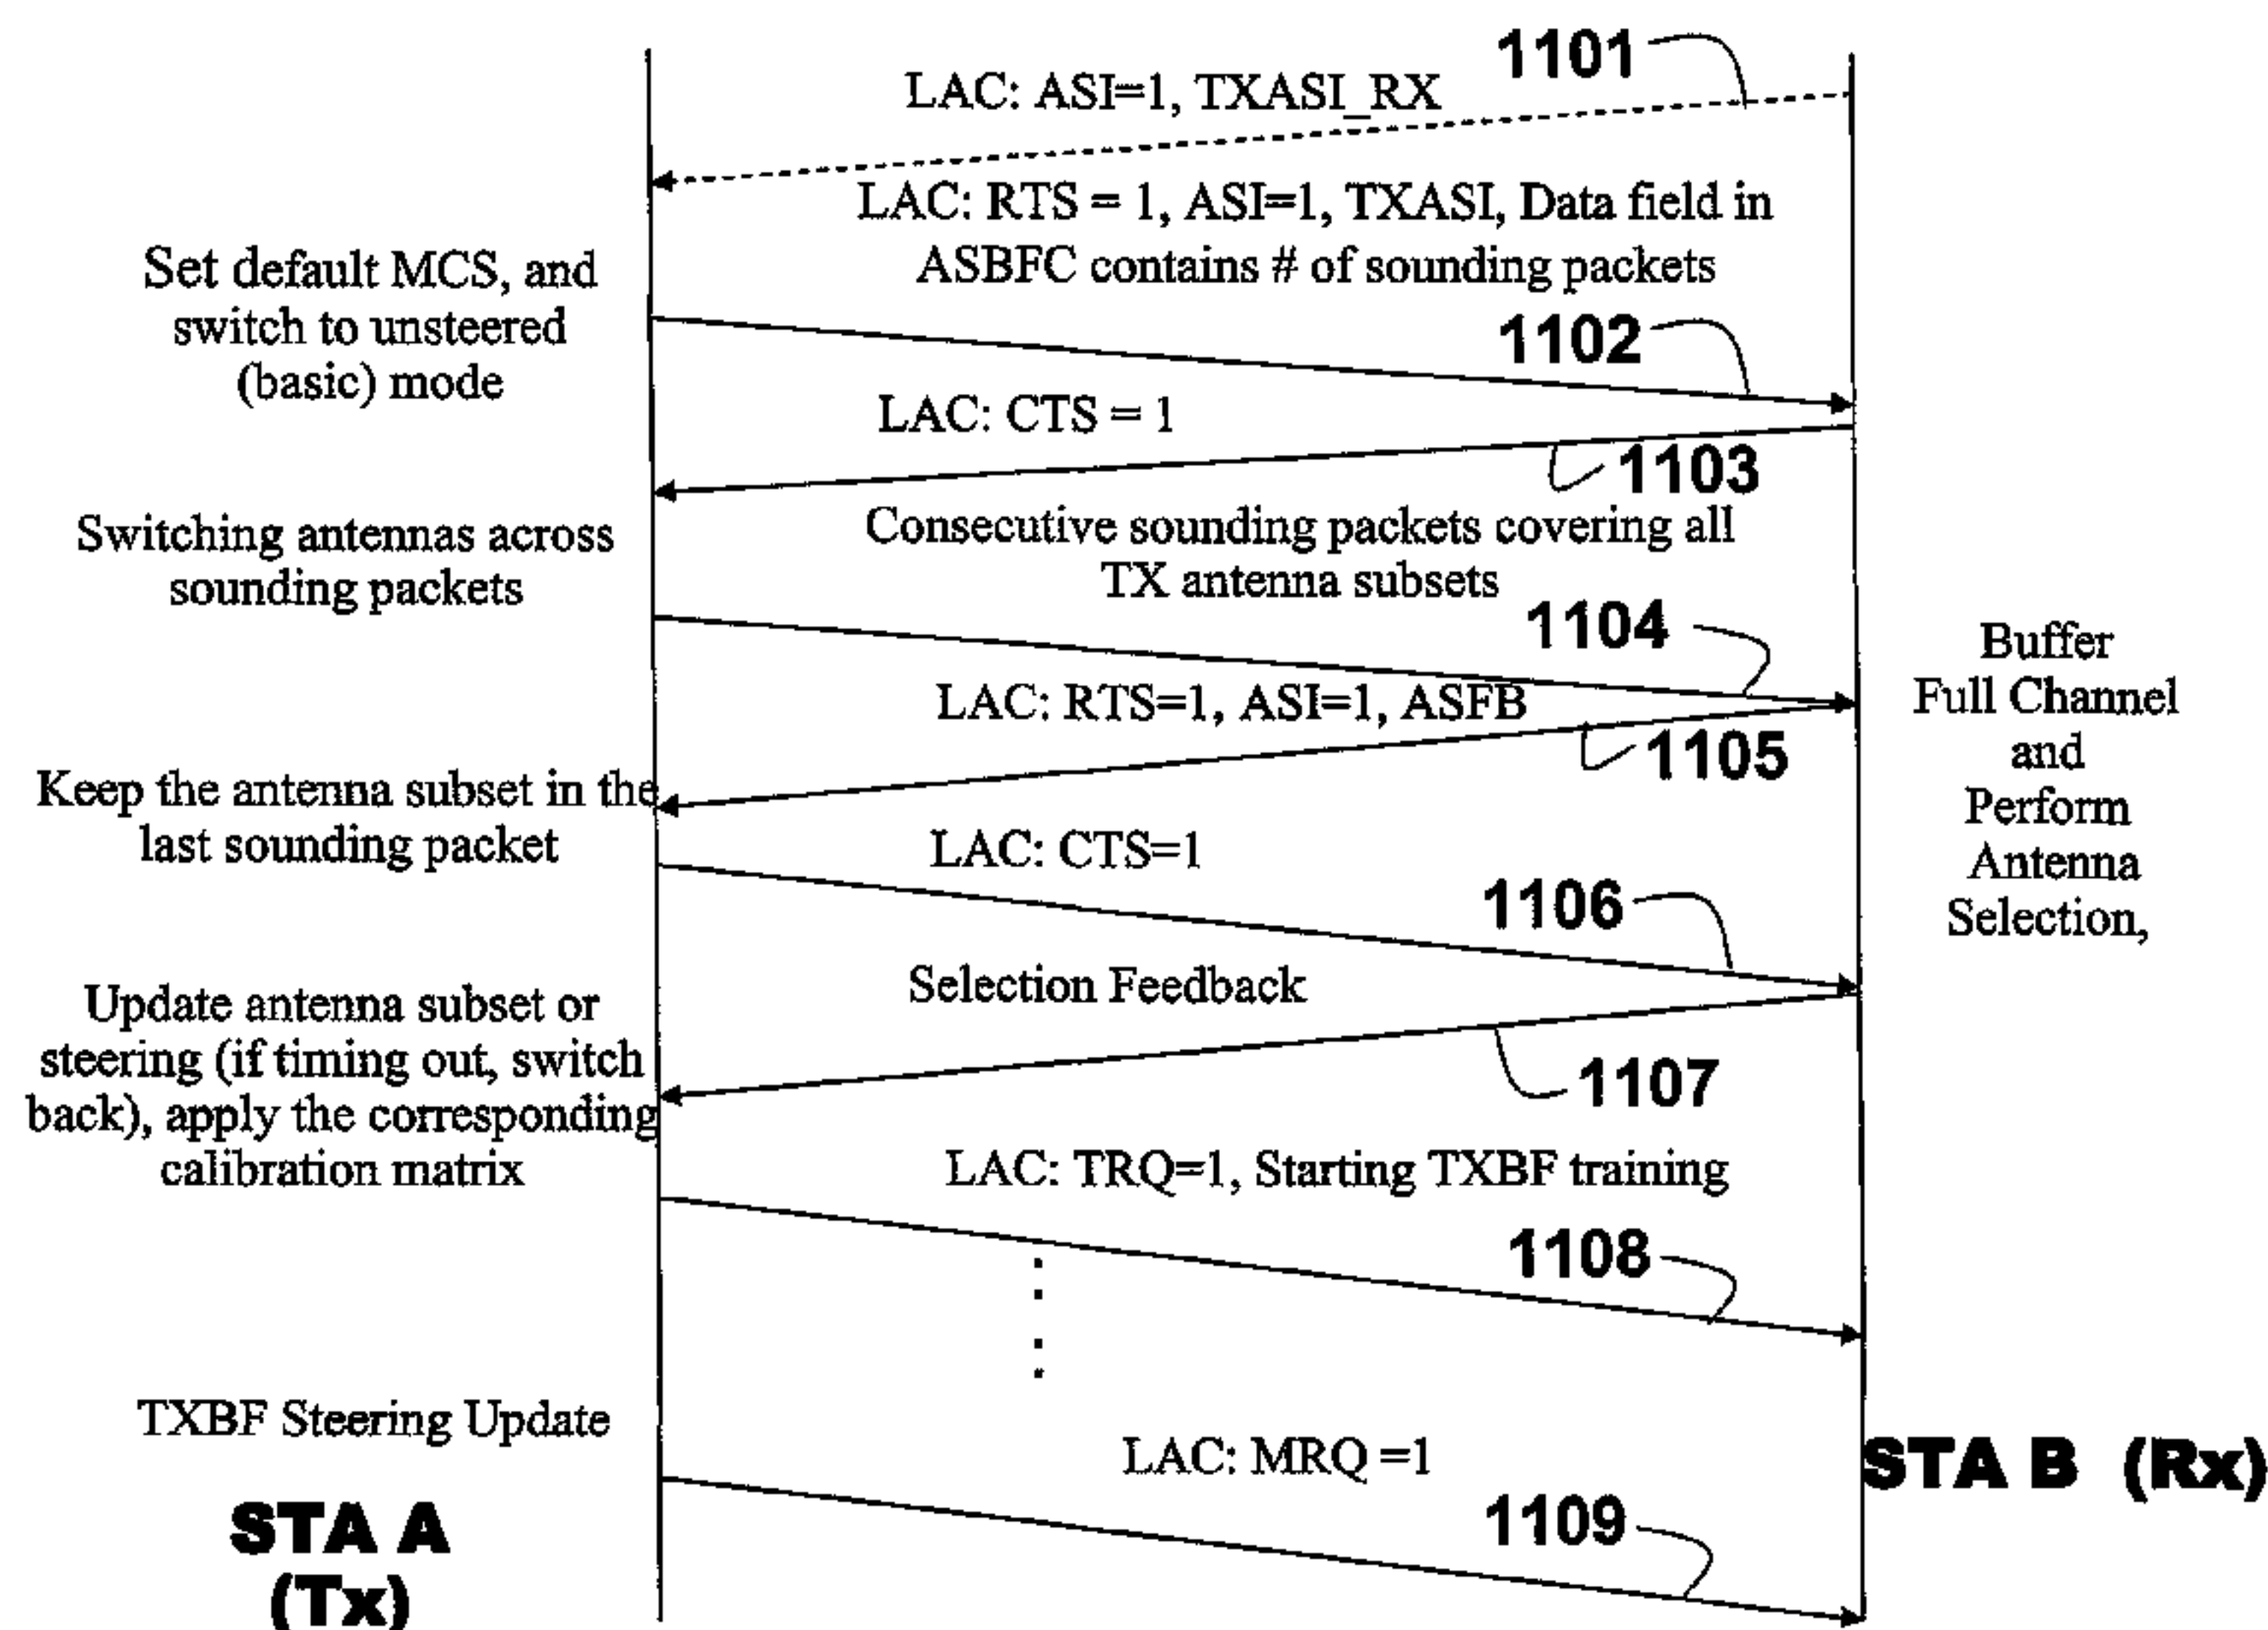 1101
LAC: ASI=1, TXASI_RX
LAC: RTS = 1, ASI=1, TXASI, Data field in
ASBFC contains # of sounding packets
Set default MCS, and
switch to unsteered
(basic) mode
1102
LAC: CTS = 1
1103
Switching antennas across
sounding packets
Consecutive sounding packets covering all
TX antenna subsets
1104
LAC: RTS=1, ASI=1, ASFB
1105
Buffer
Full Channel
and
Perform
Antenna
Selection,
Keep the antenna subset in the
last sounding packet
LAC: CTS=1
1106
Selection Feedback
1107
Update antenna subset or
steering (if timing out, switch
back), apply the corresponding
calibration matrix
LAC: TRQ=1, Starting TXBF training
1108
TXBF Steering Update
LAC: MRQ =1
1109
STA A
(Tx)
STA B (Rx)